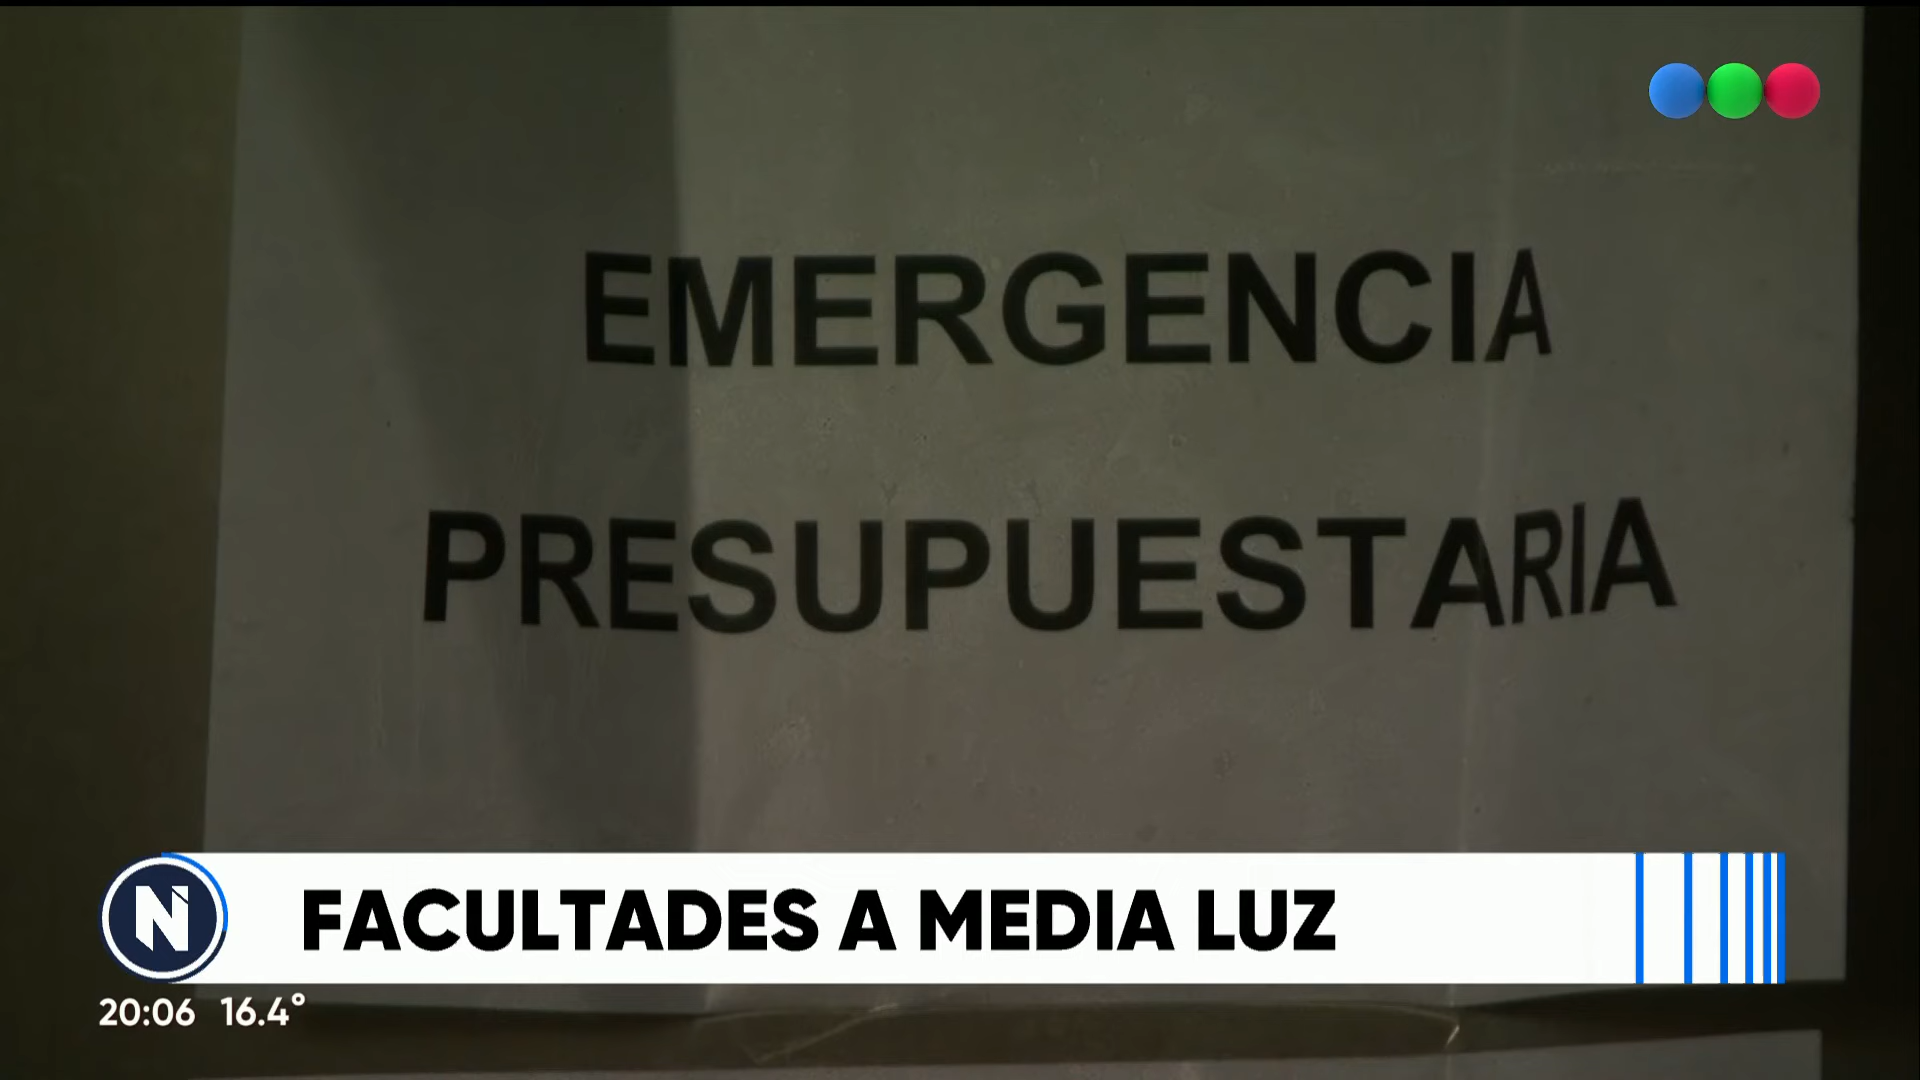 EMERGENCIA
PRESUPUESTARIA
N
FACULTADES A MEDIA LUZ
20:06 16.4°